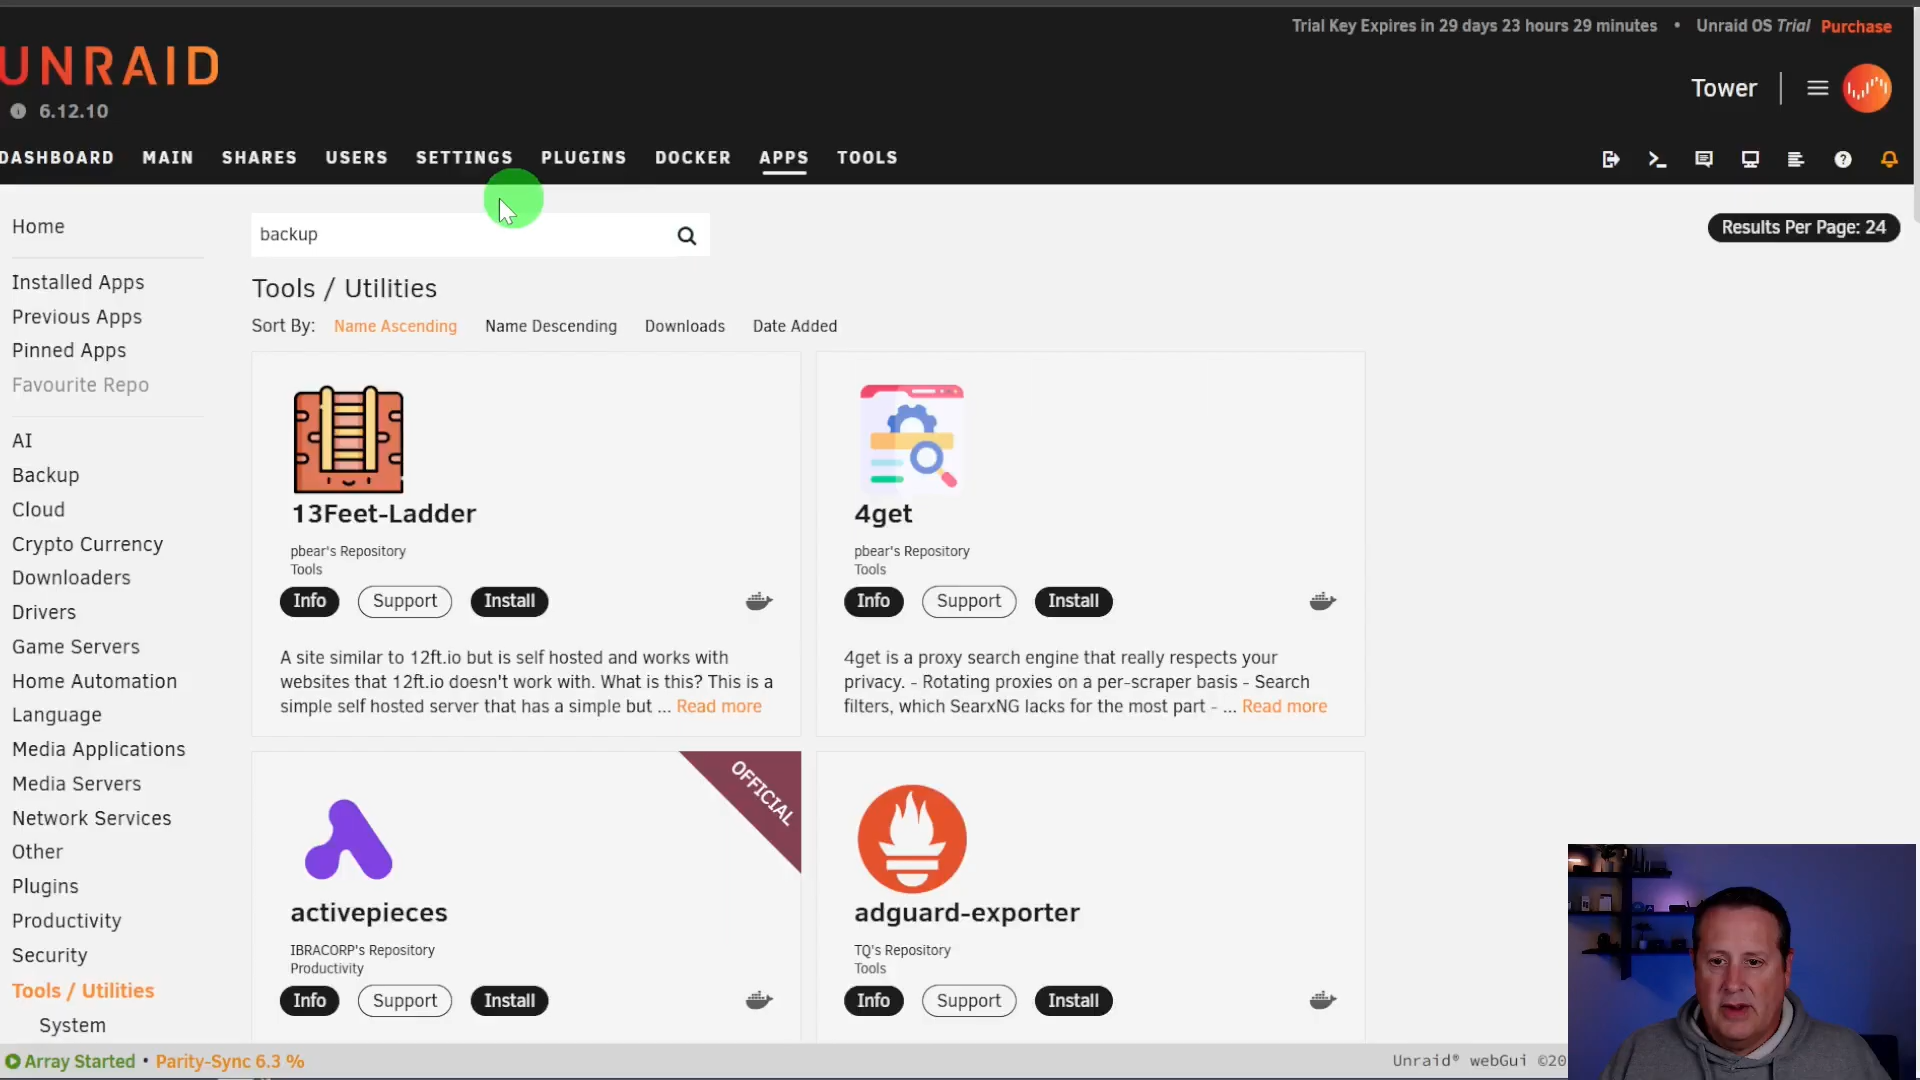 Trial Key Expires in 29 days 23 hours 29 minutes • Unraid OS Trial Purchase
UNRAID
6.12.10
Tower
DASHBOARD MAIN SHARES USERS SETTINGS PLUGINS DOCKER APPS TOOLS
Home
Installed Apps
Previous Apps
Pinned Apps
Favourite Repo
AI
Backup
Cloud
Crypto Currency
Downloaders
Drivers
Game Servers
Home Automation
Language
Media Applications
Media Servers
Network Services
Other
Plugins
Productivity
Security
Tools / Utilities
System
backup
Results Per Page: 24
Tools / Utilities
Sort By: Name Ascending Name Descending Downloads Date Added
13Feet-Ladder
pbear's Repository
Tools
Info Support Install
A site similar to 12ft.io but is self hosted and works with
websites that 12ft.io doesn't work with. What is this? This is a
simple self hosted server that has a simple but ... Read more
4get
pbear's Repository
Tools
Info Support Install
4get is a proxy search engine that really respects your
privacy. - Rotating proxies on a per-scraper basis - Search
filters, which SearxNG lacks for the most part - ... Read more
OFFICIAL
activepieces
IBRACORP's Repository
Productivity
Info Support Install
adguard-exporter
TQ's Repository
Tools
Info Support Install
Array Started • Parity-Sync 6.3 %
Unraid® webGui ©20